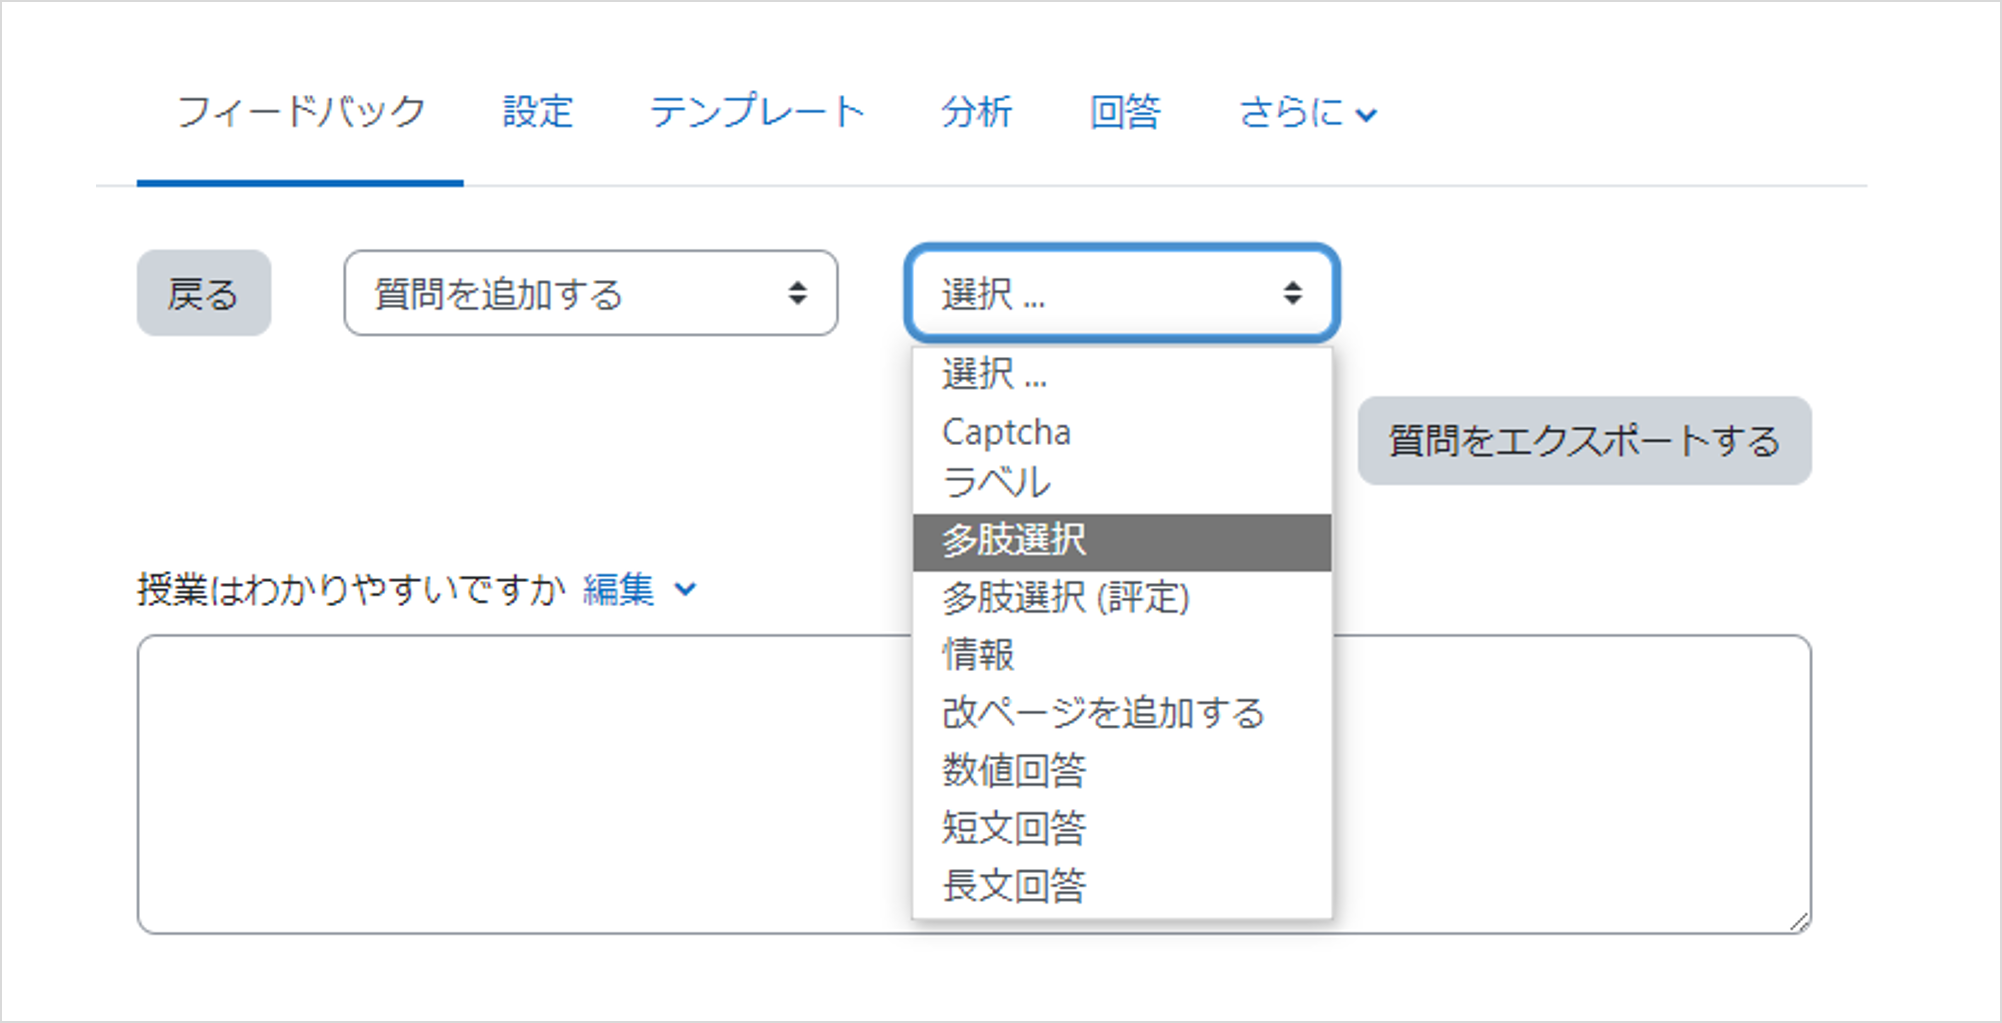 フィードバック 設定 テンプレート 分析 回答 さらに
戻る 質問を追加する 選択 ...
選択 ...
Captcha
ラベル
多肢選択
多肢選択 (評定)
情報
改ページを追加する
数値回答
短文回答
長文回答
質問をエクスポートする
授業はわかりやすいですか 編集